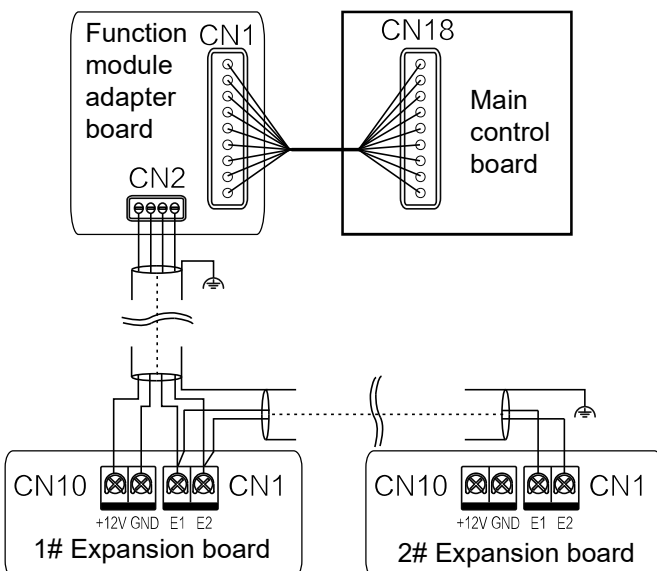 Function
module
adapter
board
CN1
CN18
Main
control
board
CN2
CN10
CN1
+12V GND E1 E2
1# Expansion board
CN10
CN1
+12V GND E1 E2
2# Expansion board